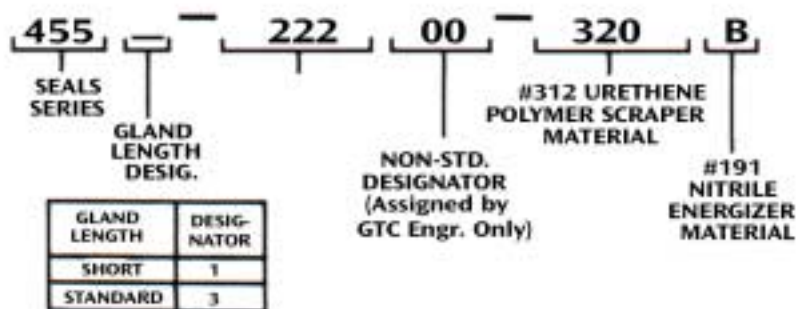 455 _ - 222 00 - 320 B
SEALS
SERIES
GLAND
LENGTH
DESIG.
NON-STD.
DESIGNATOR
(Assigned by
GTC Engr. Only)
#312 URETHENE
POLYMER SCRAPER
MATERIAL
#191
NITRILE
ENERGIZER
MATERIAL
GLAND LENGTH DESIG-NATOR
SHORT 1
STANDARD 3